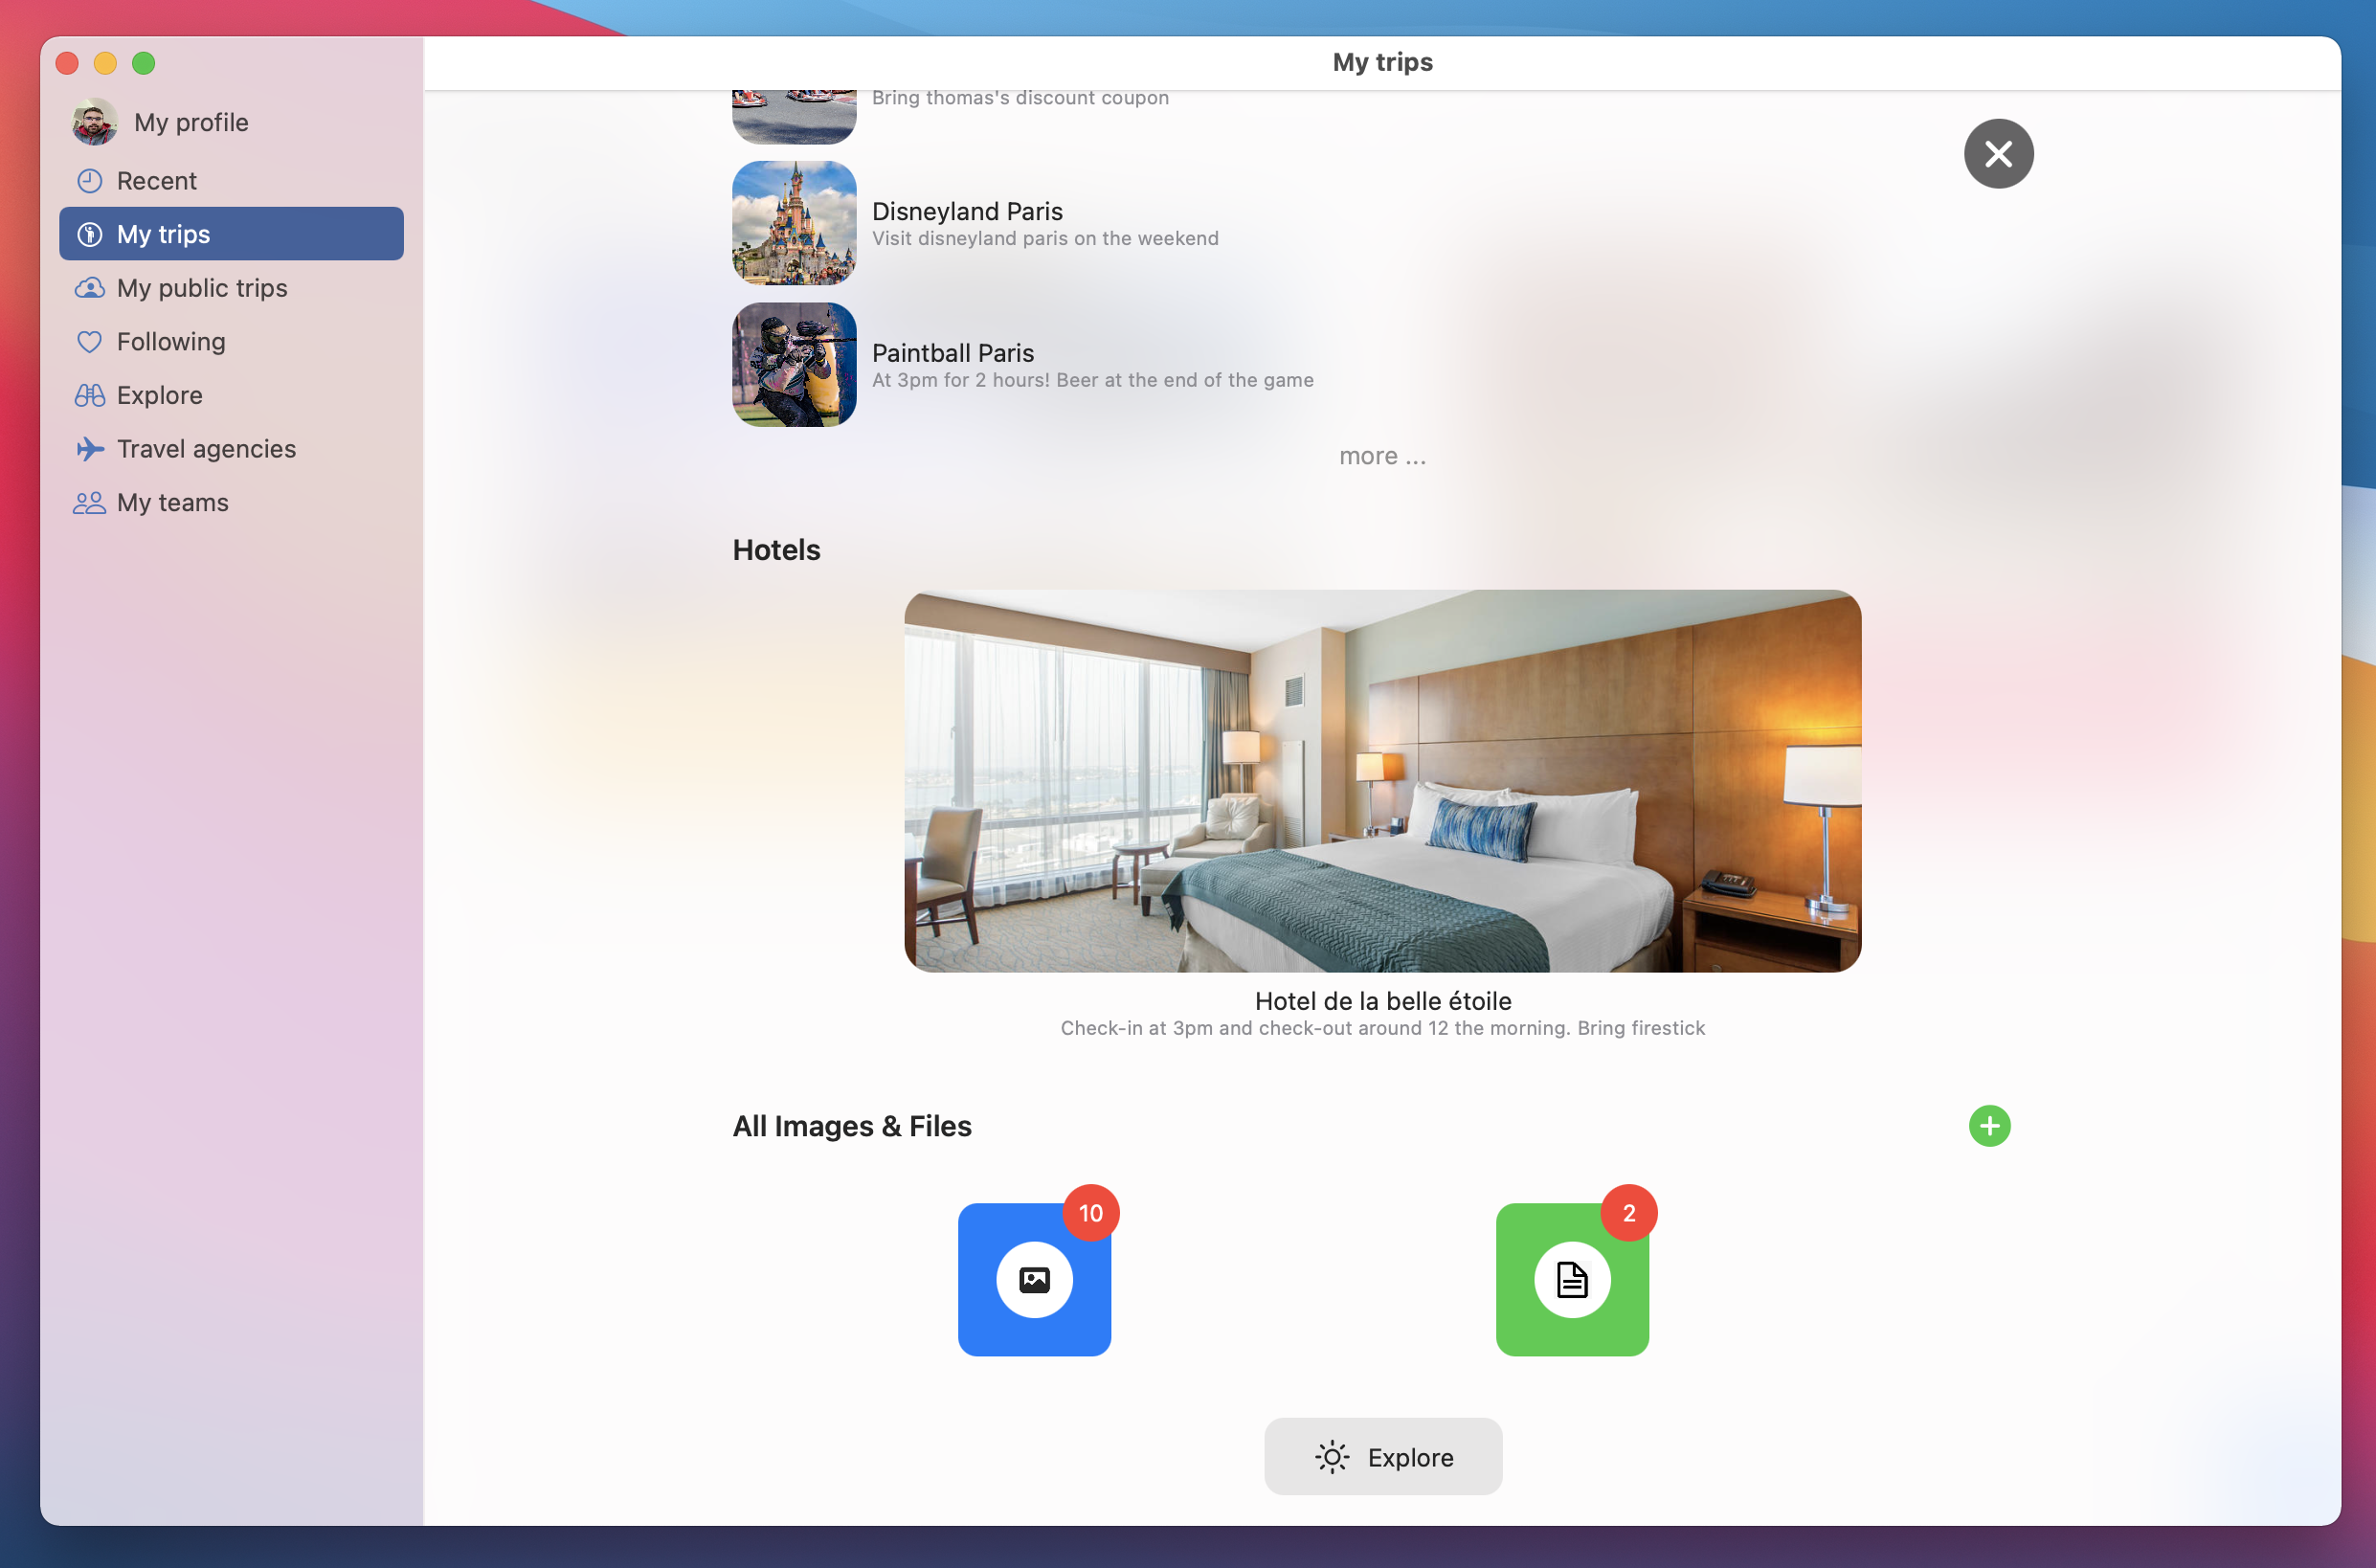 My trips
My profile
Recent
My trips
My public trips
Following
Explore
Travel agencies
My teams
Bring thomas's discount coupon
Disneyland Paris
Visit disneyland paris on the weekend
Paintball Paris
At 3pm for 2 hours! Beer at the end of the game
more ...
Hotels
Hotel de la belle étoile
Check-in at 3pm and check-out around 12 the morning. Bring firestick
All Images & Files
10
2
Explore